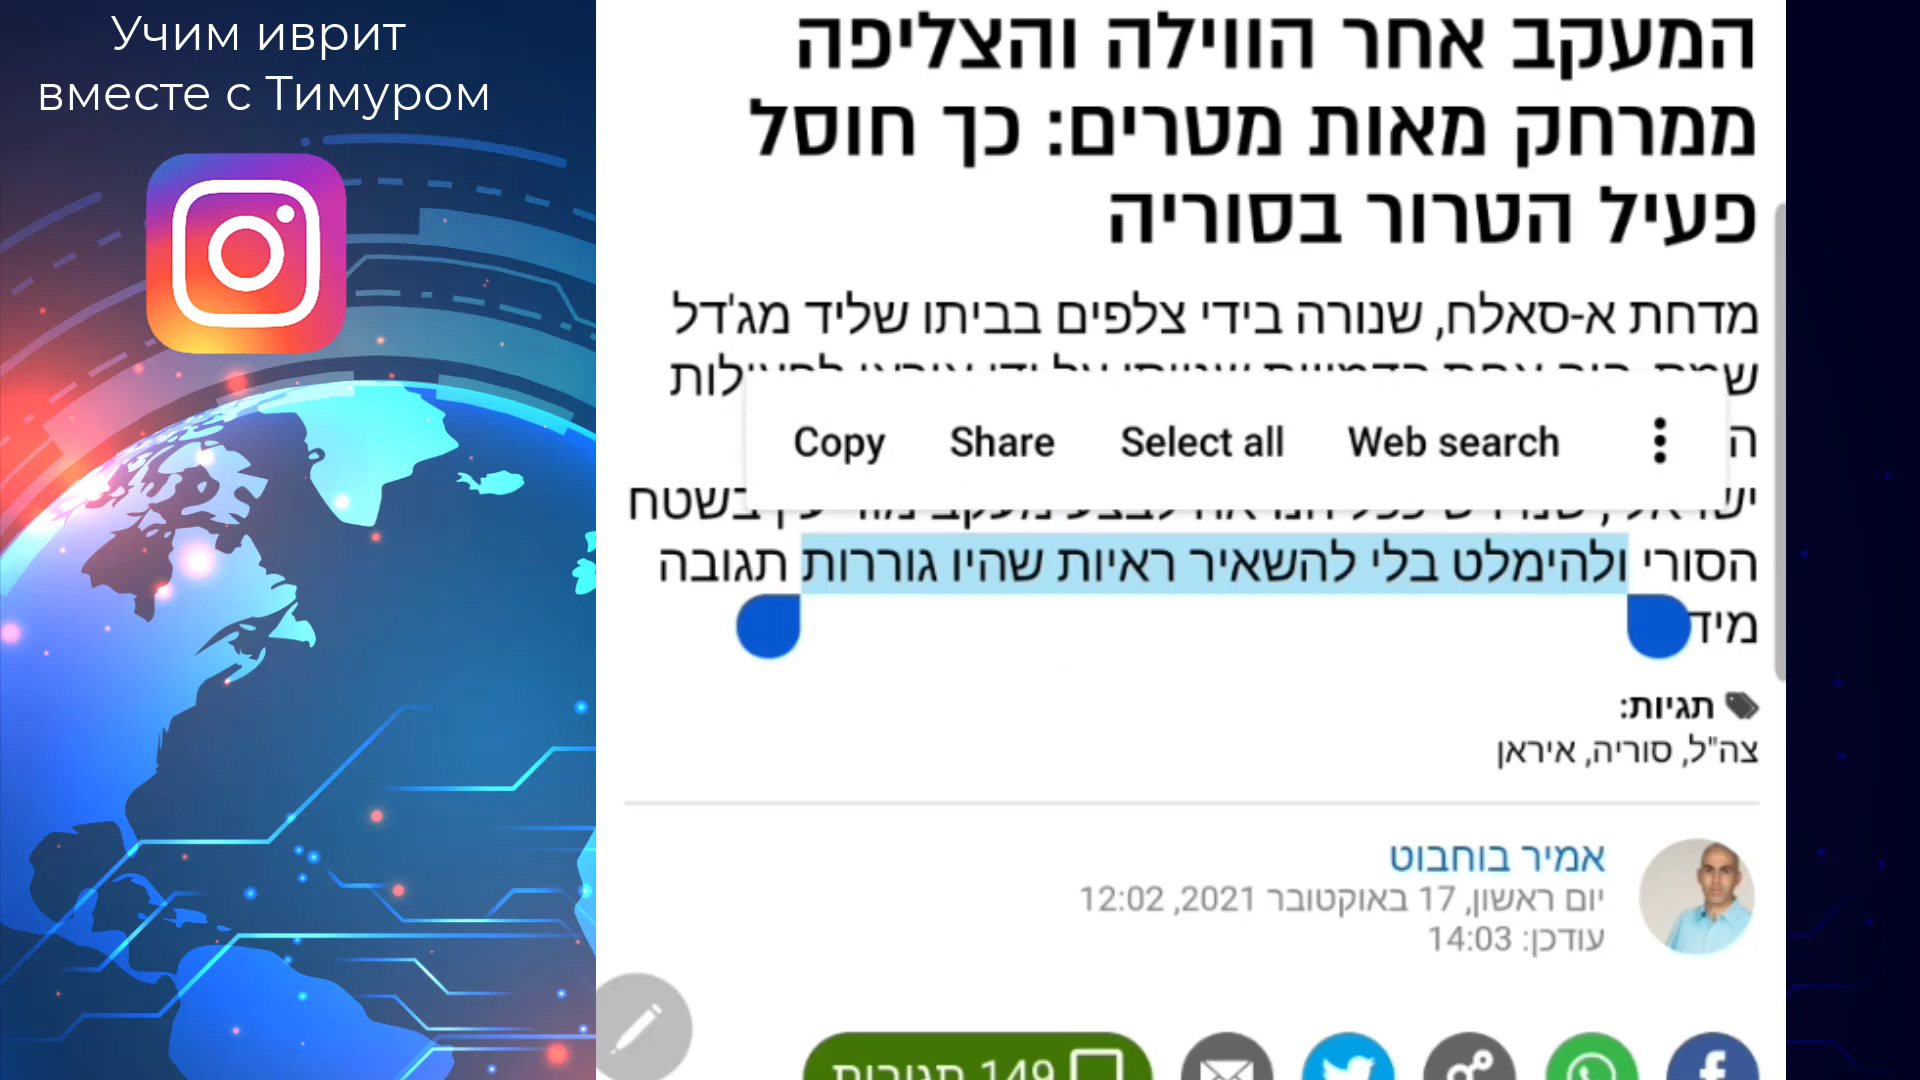 Учим иврит
вместе с Тимуром
המעקב אחר הווילה והצליפה
ממרחק מאות מטרים: כך חוסל
פעיל הטרור בסוריה
מדחת א-סאלח, שנורה בידי צלפים בביתו שליד מג'דל
Copy Share Select all Web search
בשטח
הסורי ולהימלט בלי להשאיר ראיות שהיו גוררות תגובה
תגיות:
צה"ל, סוריה, איראן
אמיר בוחבוט
יום ראשון, 17 באוקטובר 2021, 12:02
עודכן: 14:03
149 תגובות